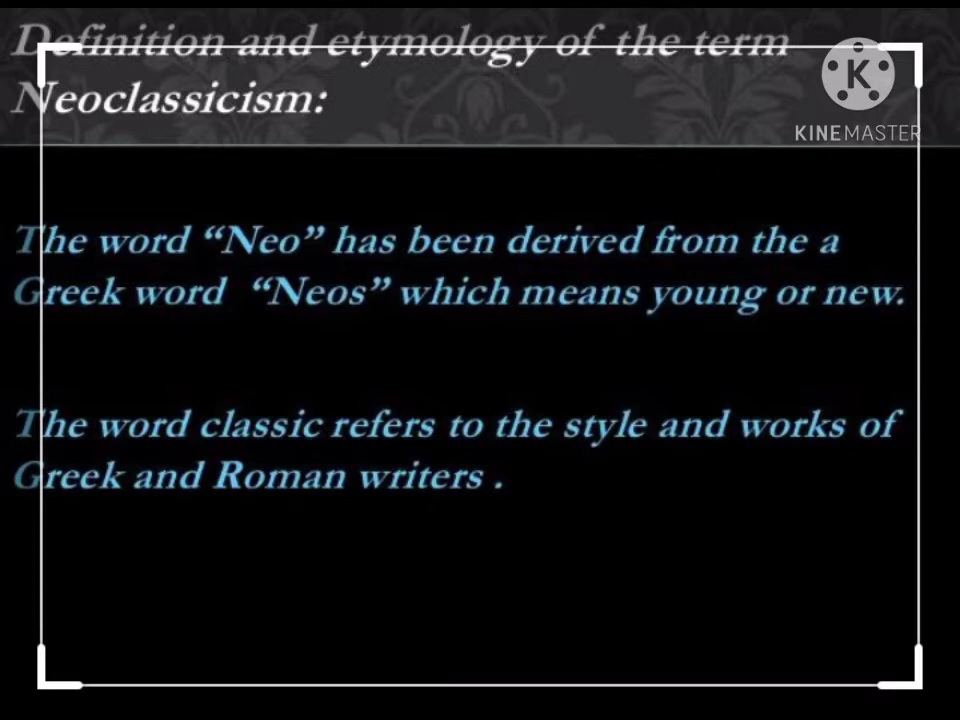 Definition and etymology of the term
Neoclassicism:
K
KINEMASTER
The word “Neo” has been derived from the a
Greek word “Neos” which means young or new.
The word classic refers to the style and works of
Greek and Roman writers .